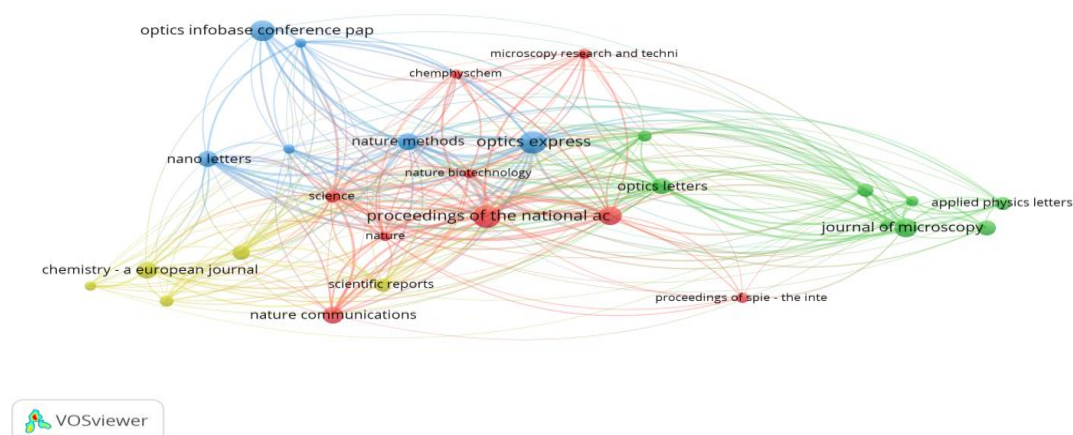 optics infobase conference pap
microscopy research and techni
chemphyschem
nature methods
optics express
nano letters
nature biotechnology
optics letters
science
applied physics letters
proceedings of the national ac
journal of microscopy
nature
chemistry - a european journal
scientific reports
proceedings of spie - the inte
nature communications
VOSviewer